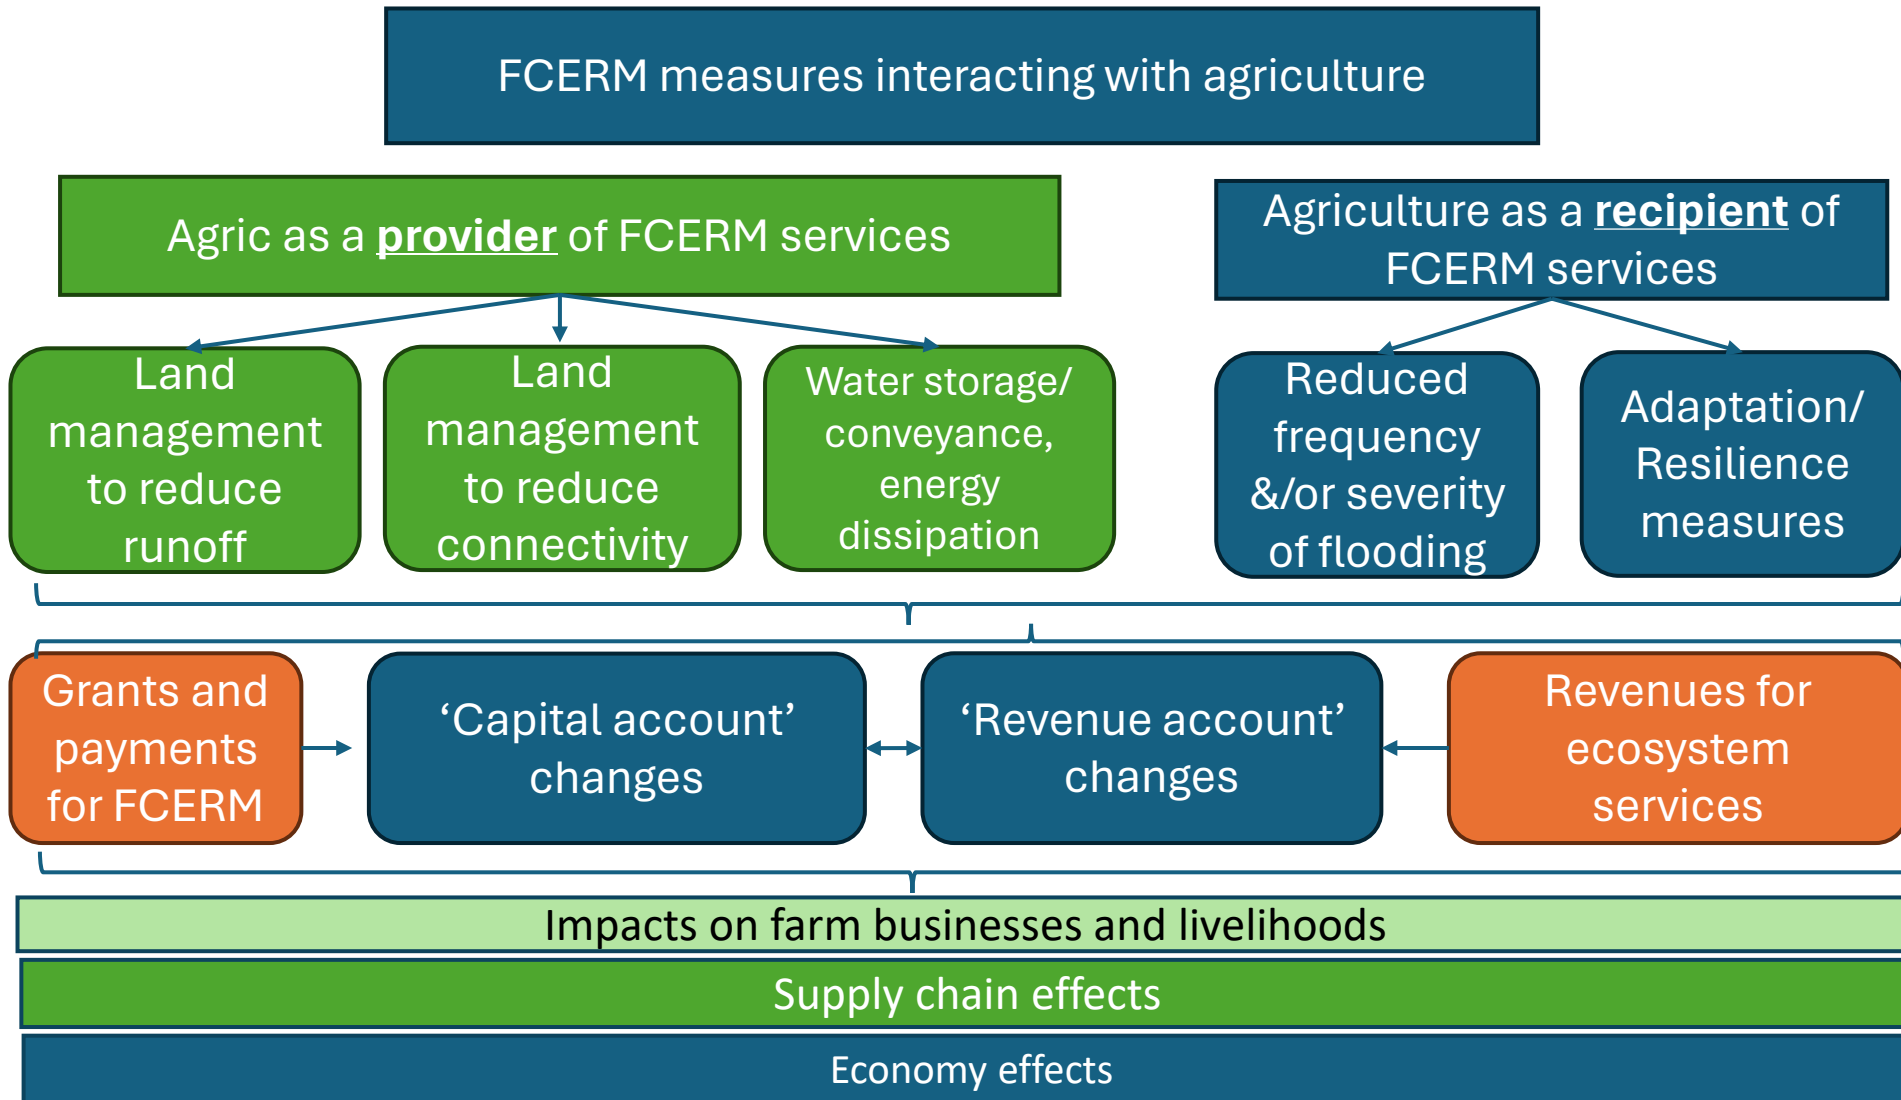 FCERM measures interacting with agriculture
Agric as a provider of FCERM services
Agriculture as a recipient of
FCERM services
Land
management
to reduce
runoff
Land
management
to reduce
connectivity
Water storage/
conveyance,
energy
dissipation
Reduced
frequency
&/or severity
of flooding
Adaptation/
Resilience
measures
Grants and
payments
for FCERM
‘Capital account’
changes
‘Revenue account’
changes
Revenues for
ecosystem
services
Impacts on farm businesses and livelihoods
Supply chain effects
Economy effects